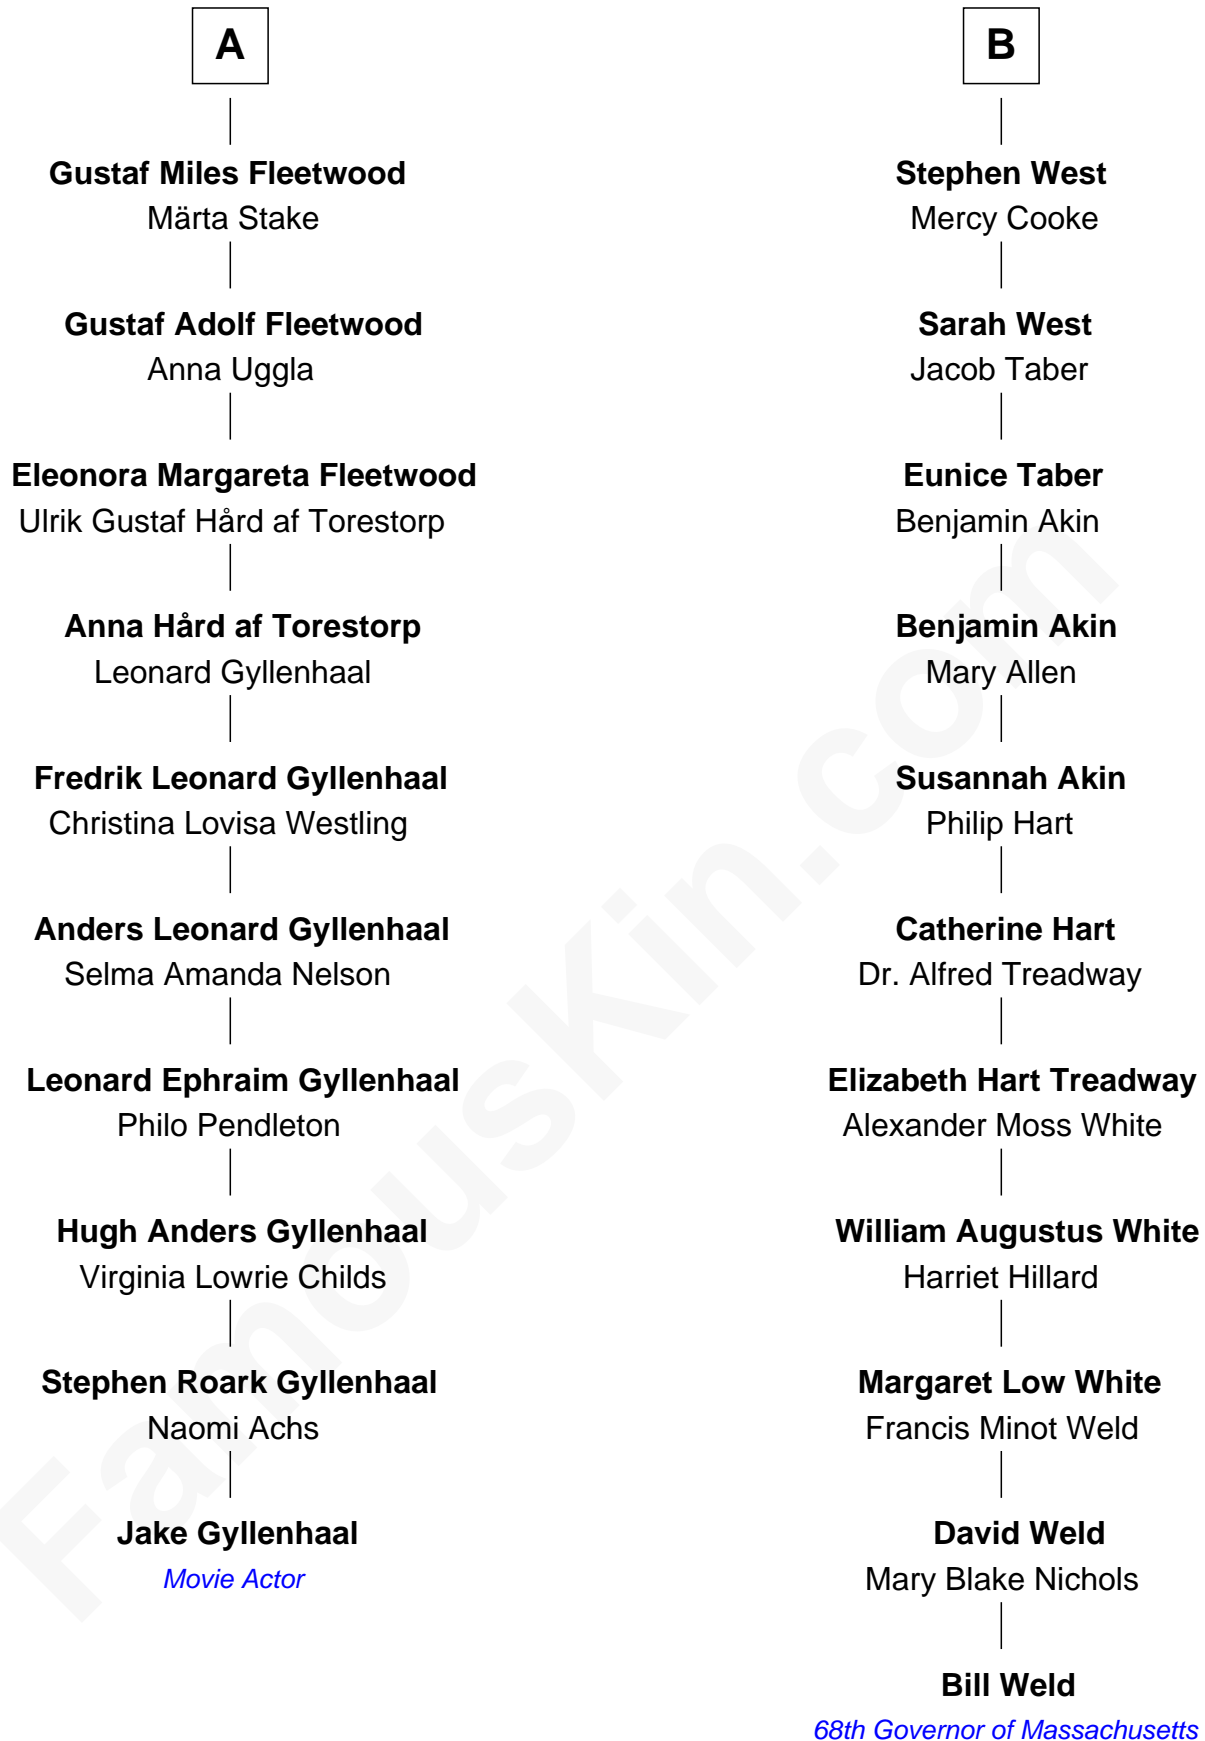 A
Gustaf Miles Fleetwood
Märta Stake
Gustaf Adolf Fleetwood
Anna Uggla
Eleonora Margareta Fleetwood
Ulrik Gustaf Hård af Torestorp
Anna Hård af Torestorp
Leonard Gyllenhaal
Fredrik Leonard Gyllenhaal
Christina Lovisa Westling
Anders Leonard Gyllenhaal
Selma Amanda Nelson
Leonard Ephraim Gyllenhaal
Philo Pendleton
Hugh Anders Gyllenhaal
Virginia Lowrie Childs
Stephen Roark Gyllenhaal
Naomi Achs
Jake Gyllenhaal
Movie Actor
B
Stephen West
Mercy Cooke
Sarah West
Jacob Taber
Eunice Taber
Benjamin Akin
Benjamin Akin
Mary Allen
Susannah Akin
Philip Hart
Catherine Hart
Dr. Alfred Treadway
Elizabeth Hart Treadway
Alexander Moss White
William Augustus White
Harriet Hillard
Margaret Low White
Francis Minot Weld
David Weld
Mary Blake Nichols
Bill Weld
68th Governor of Massachusetts
FamousKin.com